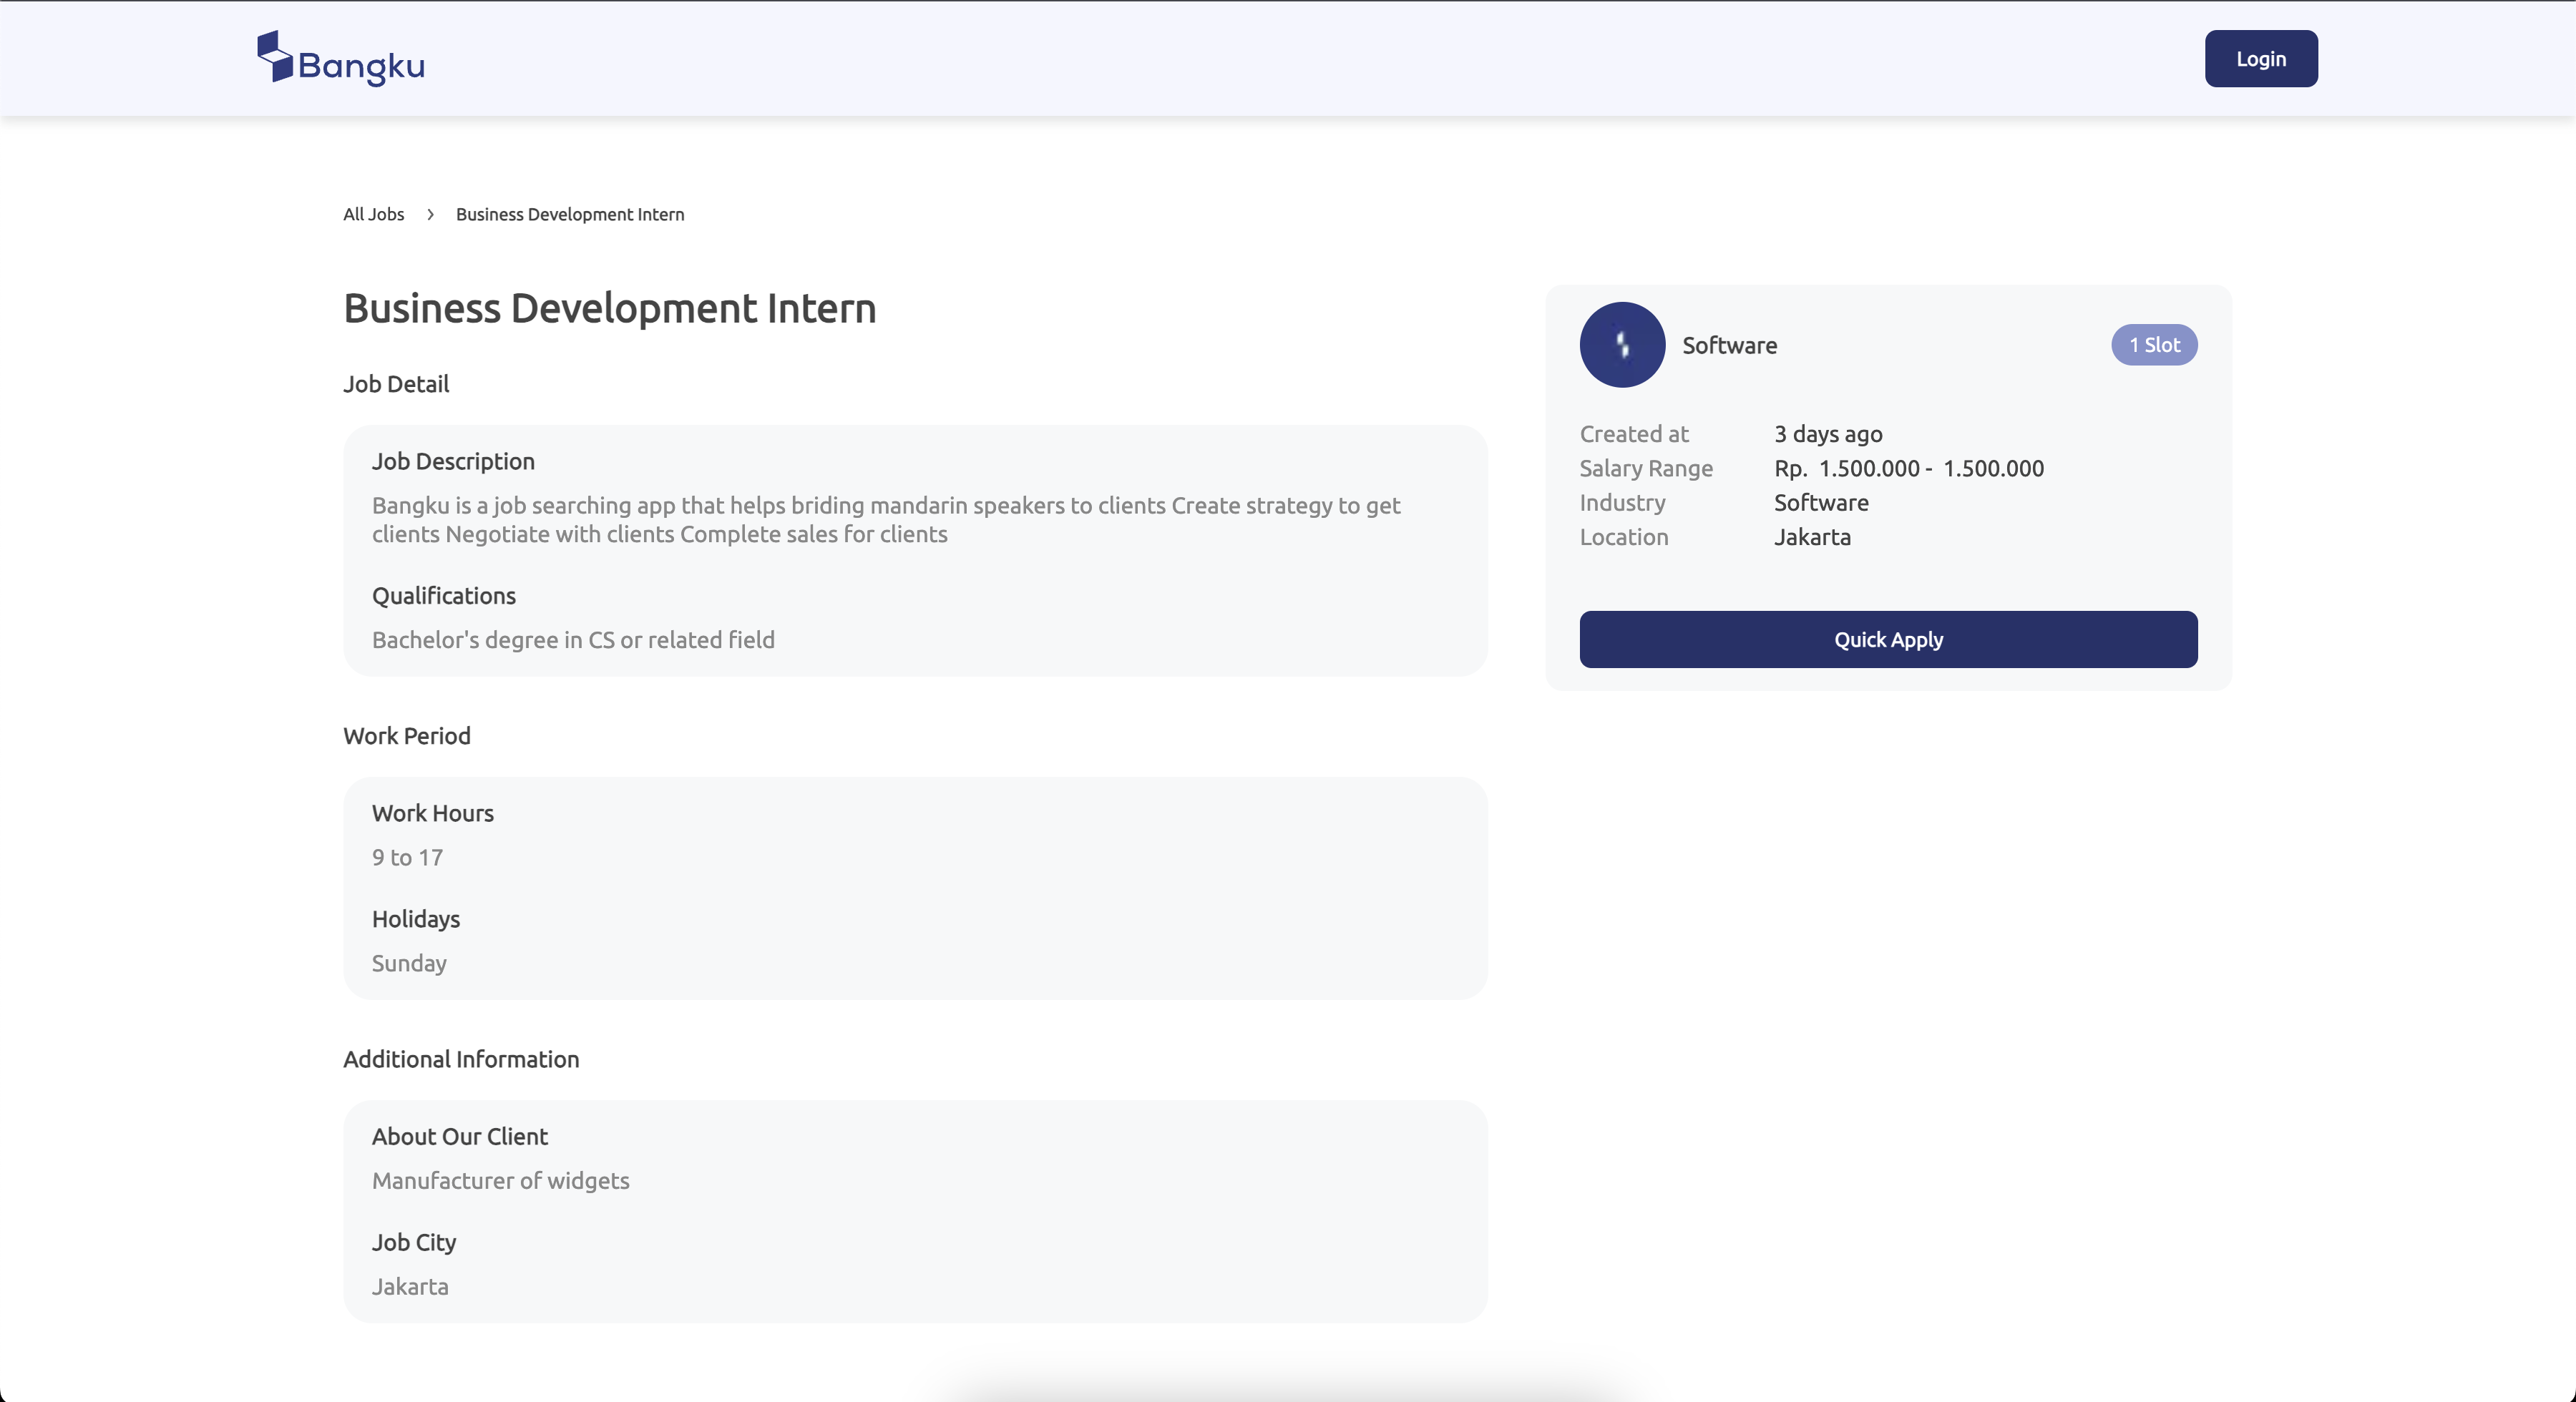 Bangku
Login
All Jobs > Business Development Intern
Business Development Intern
Job Detail
Job Description
Bangku is a job searching app that helps briding mandarin speakers to clients Create strategy to get
clients Negotiate with clients Complete sales for clients
Qualifications
Bachelor's degree in CS or related field
Work Period
Work Hours
9 to 17
Holidays
Sunday
Additional Information
About Our Client
Manufacturer of widgets
Job City
Jakarta
Software
1 Slot
Created at 3 days ago
Salary Range Rp. 1.500.000 - 1.500.000
Industry Software
Location Jakarta
Quick Apply